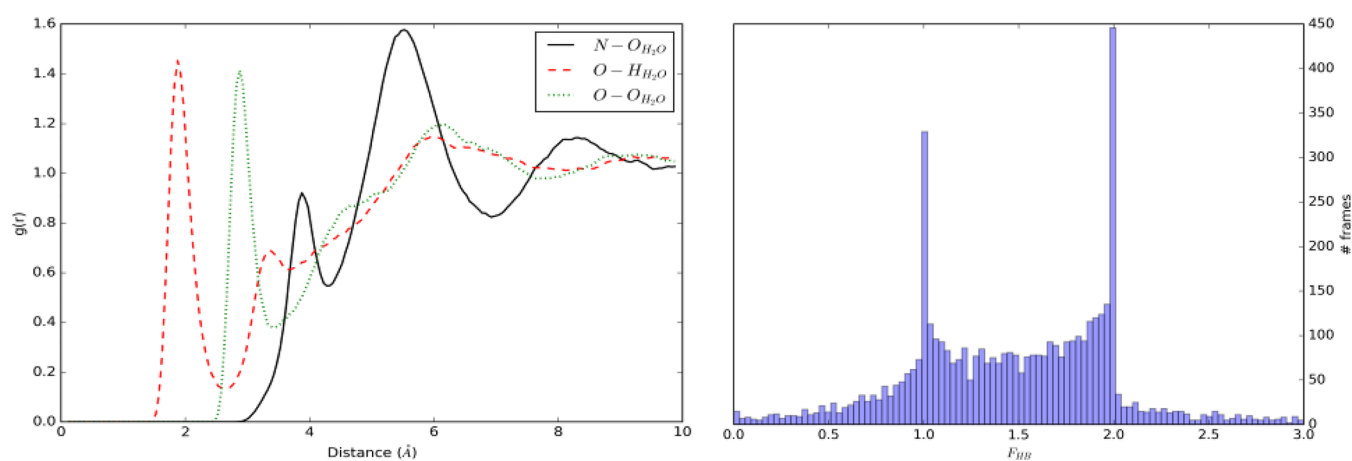 1.6
1.4
1.2
1.0
0.8
0.6
0.4
0.2
0.0
g(r)
0 2 4 6 8 10
Distance (Å)
N − O_{H₂O}
O − H_{H₂O}
O − O_{H₂O}
450
400
350
300
250
200
150
100
50
0
# frames
0.0 0.5 1.0 1.5 2.0 2.5 3.0
F_{HB}